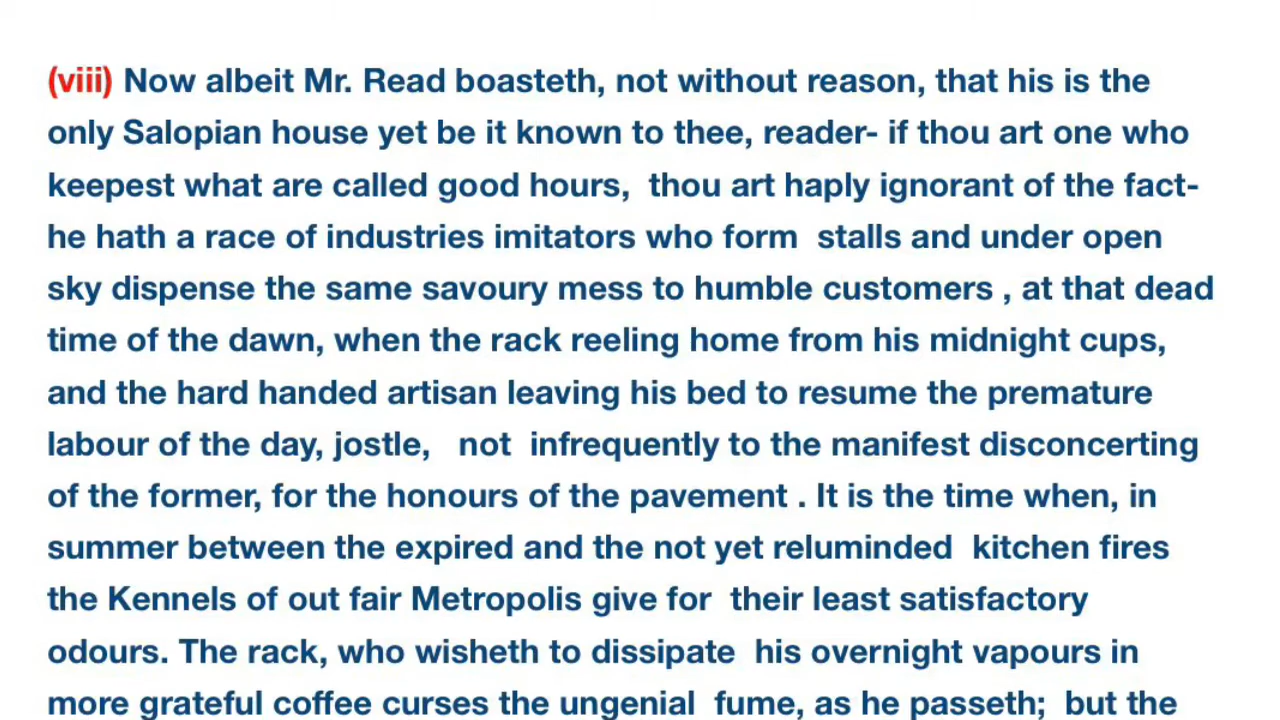 (viii) Now albeit Mr. Read boasteth, not without reason, that his is the
only Salopian house yet be it known to thee, reader- if thou art one who
keepest what are called good hours, thou art haply ignorant of the fact-
he hath a race of industries imitators who form stalls and under open
sky dispense the same savoury mess to humble customers , at that dead
time of the dawn, when the rack reeling home from his midnight cups,
and the hard handed artisan leaving his bed to resume the premature
labour of the day, jostle, not infrequently to the manifest disconcerting
of the former, for the honours of the pavement . It is the time when, in
summer between the expired and the not yet reluminded kitchen fires
the Kennels of out fair Metropolis give for their least satisfactory
odours. The rack, who wisheth to dissipate his overnight vapours in
more grateful coffee curses the ungenial fume, as he passeth; but the